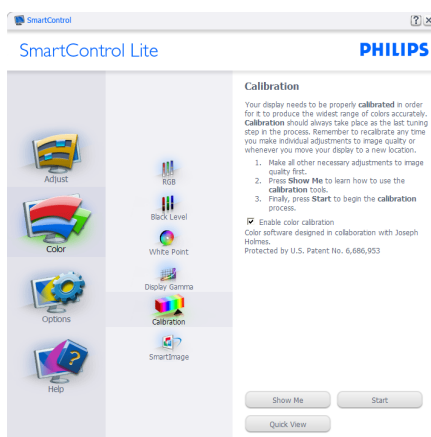 SmartControl
SmartControl Lite
PHILIPS
Adjust
Color
Options
Help
RGB
Black Level
White Point
Display Gamma
Calibration
SmartImage
Calibration
Your display needs to be properly calibrated in order
for it to produce the widest range of colors accurately.
Calibration should always take place as the last tuning
step in the process. Remember to recalibrate any time
you make individual adjustments to image quality or
whenever you move your display to a new location.
1. Make all other necessary adjustments to image
quality first.
2. Press Show Me to learn how to use the
calibration tools.
3. Finally, press Start to begin the calibration
process.
Enable color calibration
Color software designed in collaboration with Joseph
Holmes.
Protected by U.S. Patent No. 6,686,953
Show Me
Start
Quick View